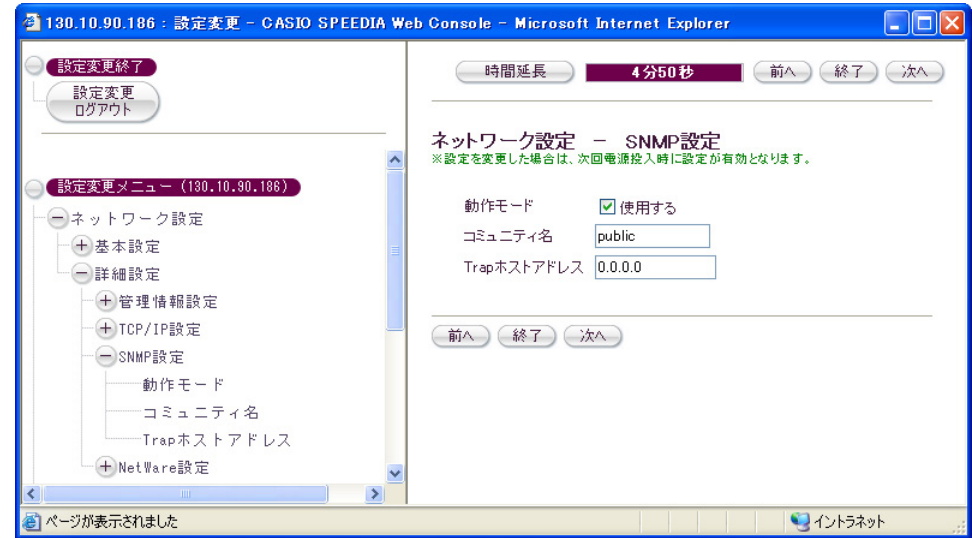 130.10.90.186 : 設定変更 - CASIO SPEEDIA Web Console - Microsoft Internet Explorer
設定変更終了
設定変更
ログアウト
設定変更メニュー (130.10.90.186)
ネットワーク設定
基本設定
詳細設定
管理情報設定
TCP/IP設定
SNMP設定
動作モード
コミュニティ名
Trapホストアドレス
NetWare設定
時間延長 4分50秒 前へ 終了 次へ
ネットワーク設定 － SNMP設定
※設定を変更した場合は、次回電源投入時に設定が有効となります。
動作モード 使用する
コミュニティ名 public
Trapホストアドレス 0.0.0.0
前へ 終了 次へ
ページが表示されました イントラネット